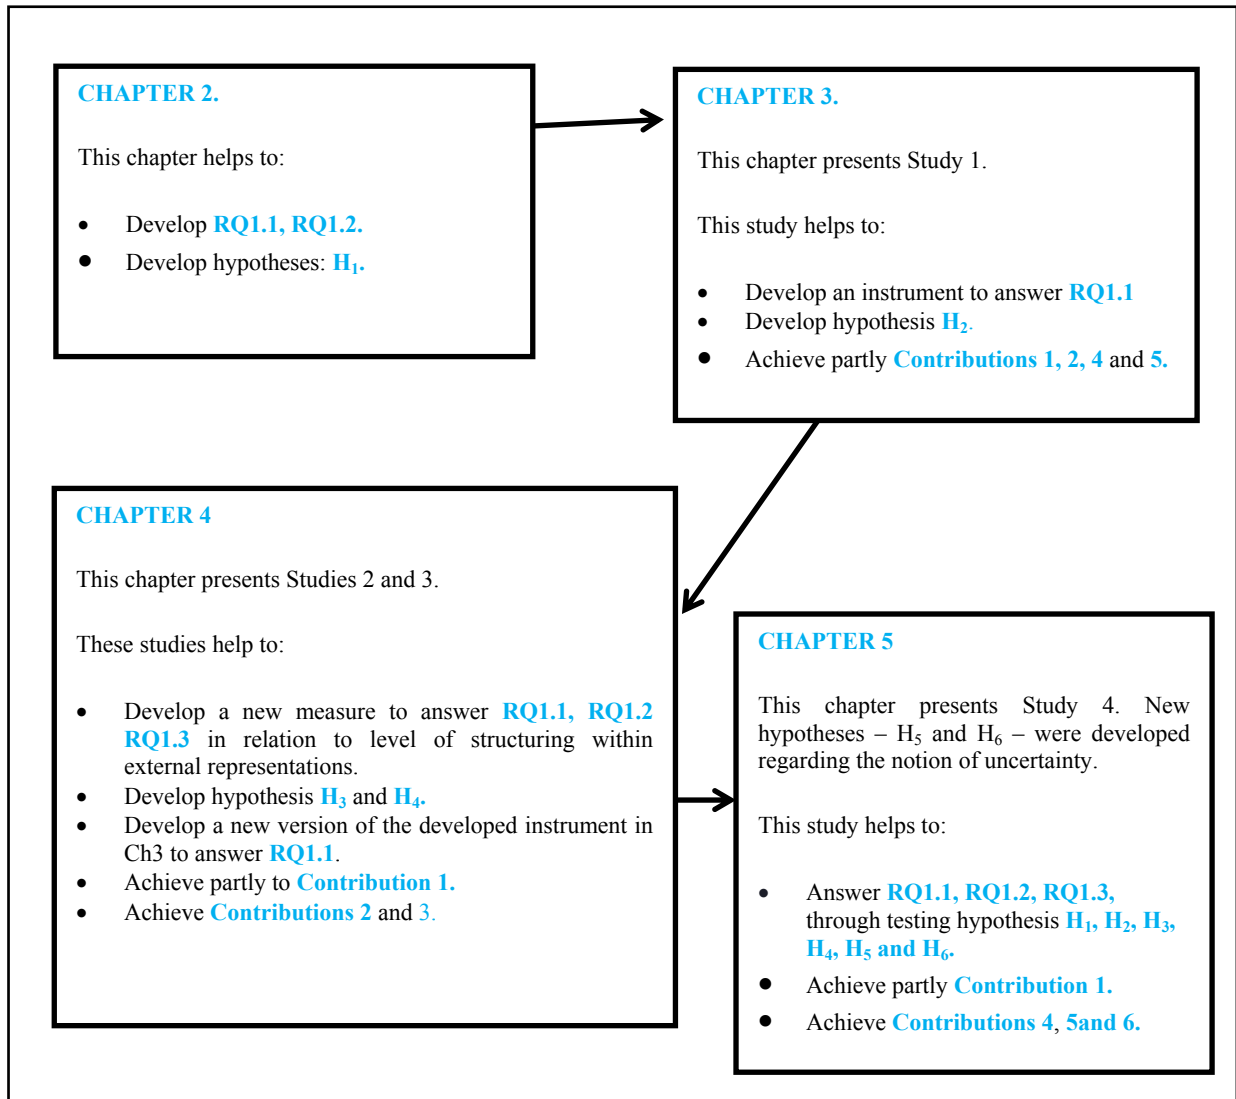 CHAPTER 2.
This chapter helps to:
• Develop RQ1.1, RQ1.2.
• Develop hypotheses: H₁.
CHAPTER 3.
This chapter presents Study 1.
This study helps to:
• Develop an instrument to answer RQ1.1
• Develop hypothesis H₂.
• Achieve partly Contributions 1, 2, 4 and 5.
CHAPTER 4
This chapter presents Studies 2 and 3.
These studies help to:
• Develop a new measure to answer RQ1.1, RQ1.2
RQ1.3 in relation to level of structuring within
external representations.
• Develop hypothesis H₃ and H₄.
• Develop a new version of the developed instrument in
Ch3 to answer RQ1.1.
• Achieve partly to Contribution 1.
• Achieve Contributions 2 and 3.
CHAPTER 5
This chapter presents Study 4. New
hypotheses – H₅ and H₆ – were developed
regarding the notion of uncertainty.
This study helps to:
• Answer RQ1.1, RQ1.2, RQ1.3,
through testing hypothesis H₁, H₂, H₃,
H₄, H₅ and H₆.
• Achieve partly Contribution 1.
• Achieve Contributions 4, 5and 6.